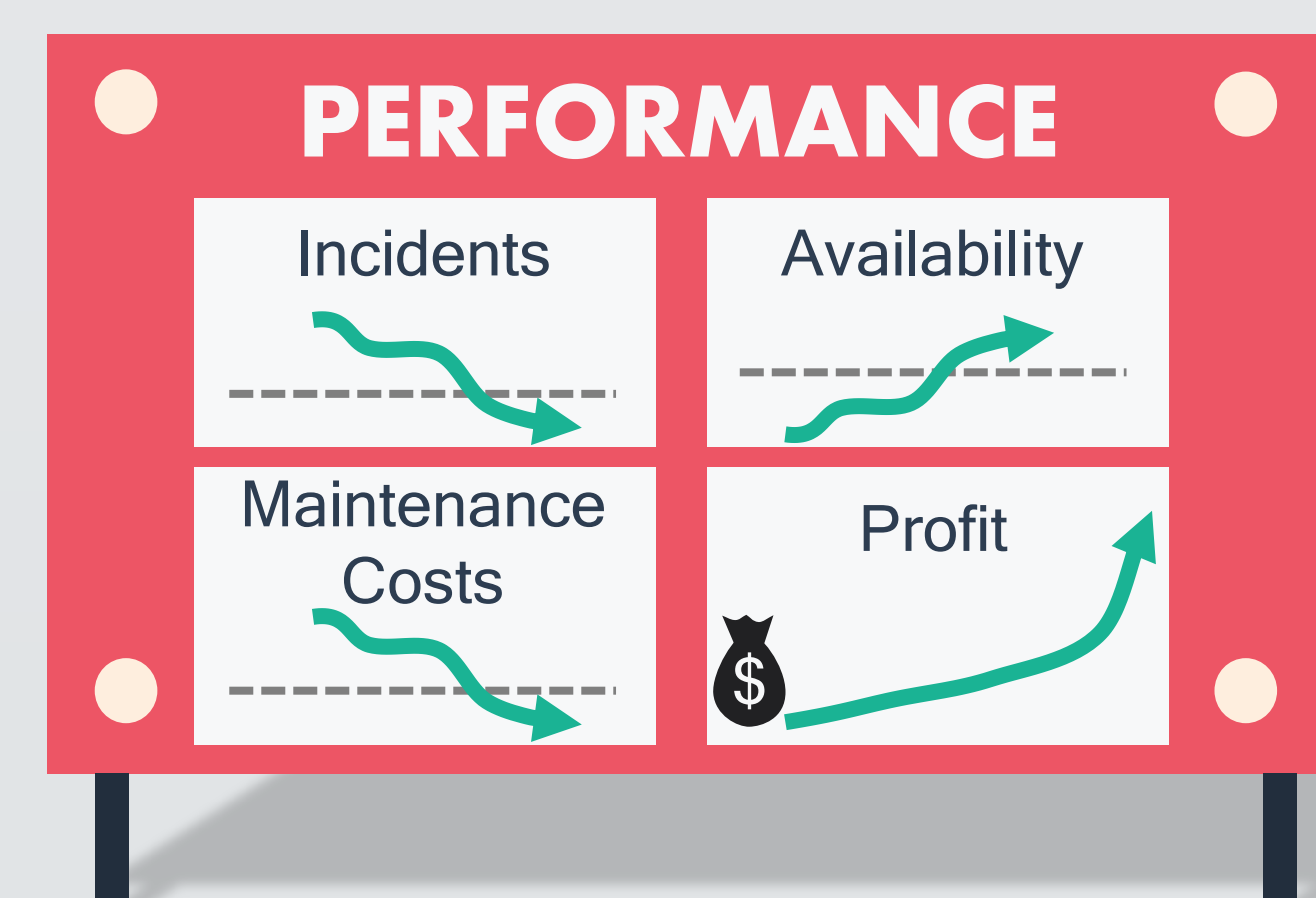 PERFORMANCE
Incidents
Availability
Maintenance
Costs
Profit
$